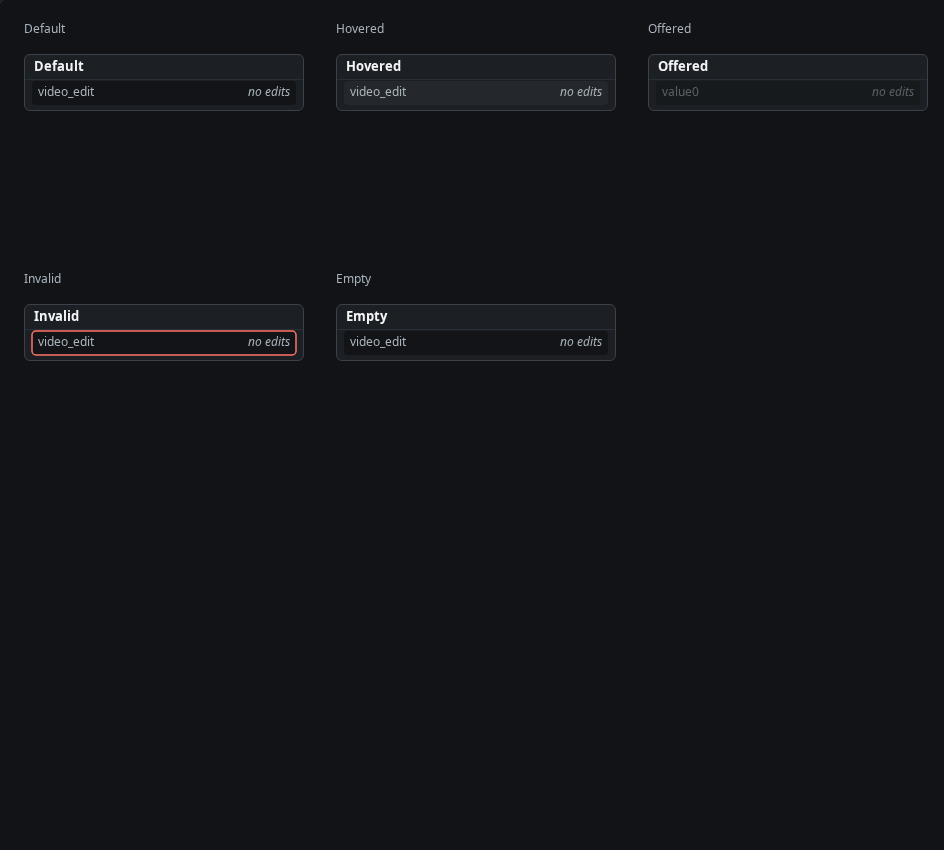 Default
Hovered
Offered
Default
Hovered
Offered
video_edit no edits
video_edit no edits
value0 no edits
Invalid
Empty
Invalid
Empty
video_edit no edits
video_edit no edits